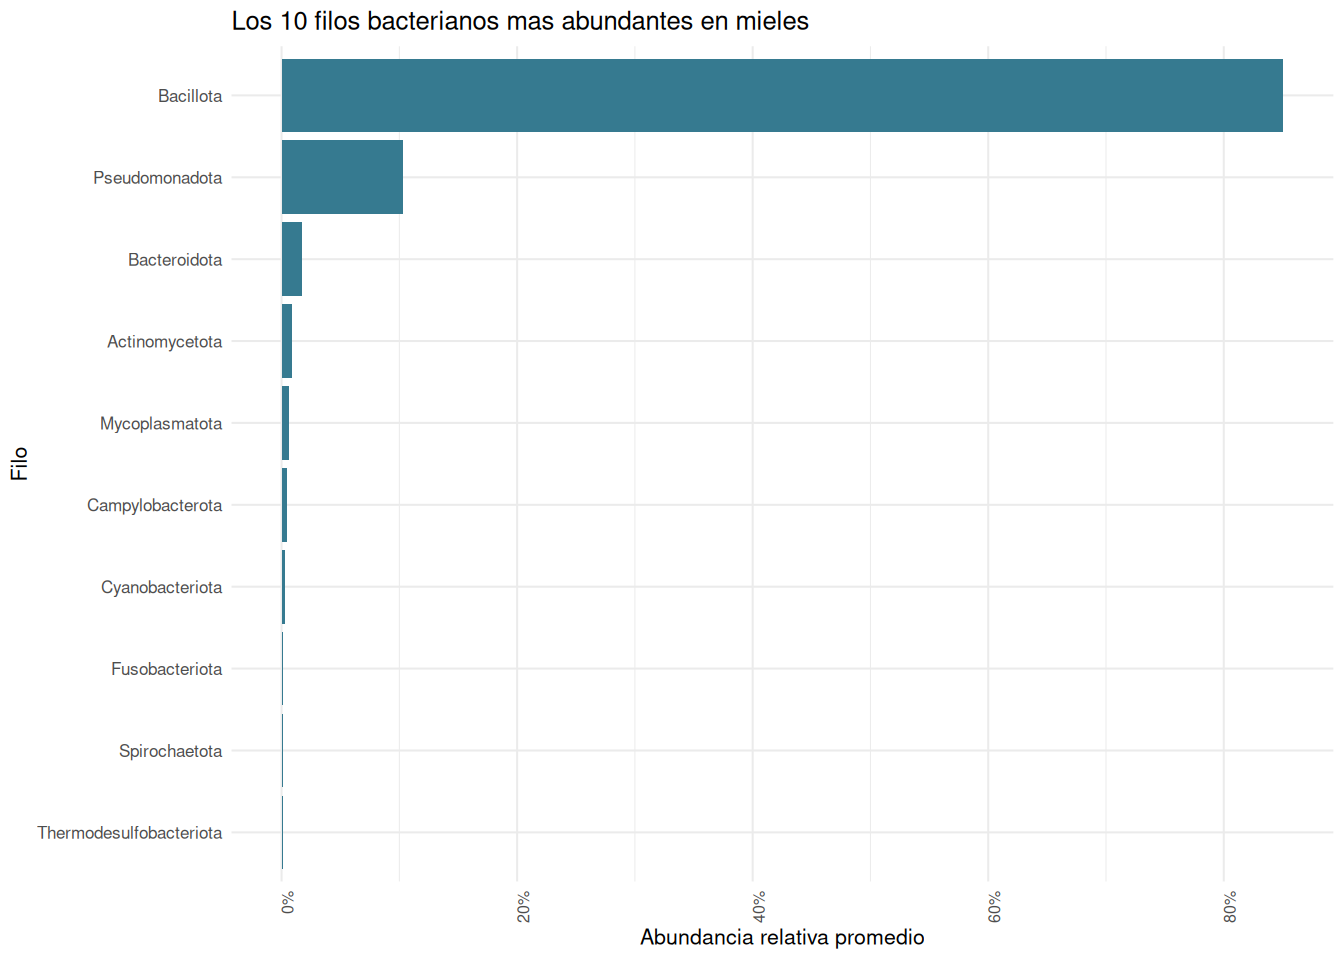 Los 10 filos bacterianos mas abundantes en mieles
Bacillota
Pseudomonadota
Bacteroidota
Actinomycetota
Mycoplasmatota
Campylobacterota
Cyanobacteriota
Fusobacteriota
Spirochaetota
Thermodesulfobacteriota
Filo
0%
20%
40%
60%
80%
Abundancia relativa promedio